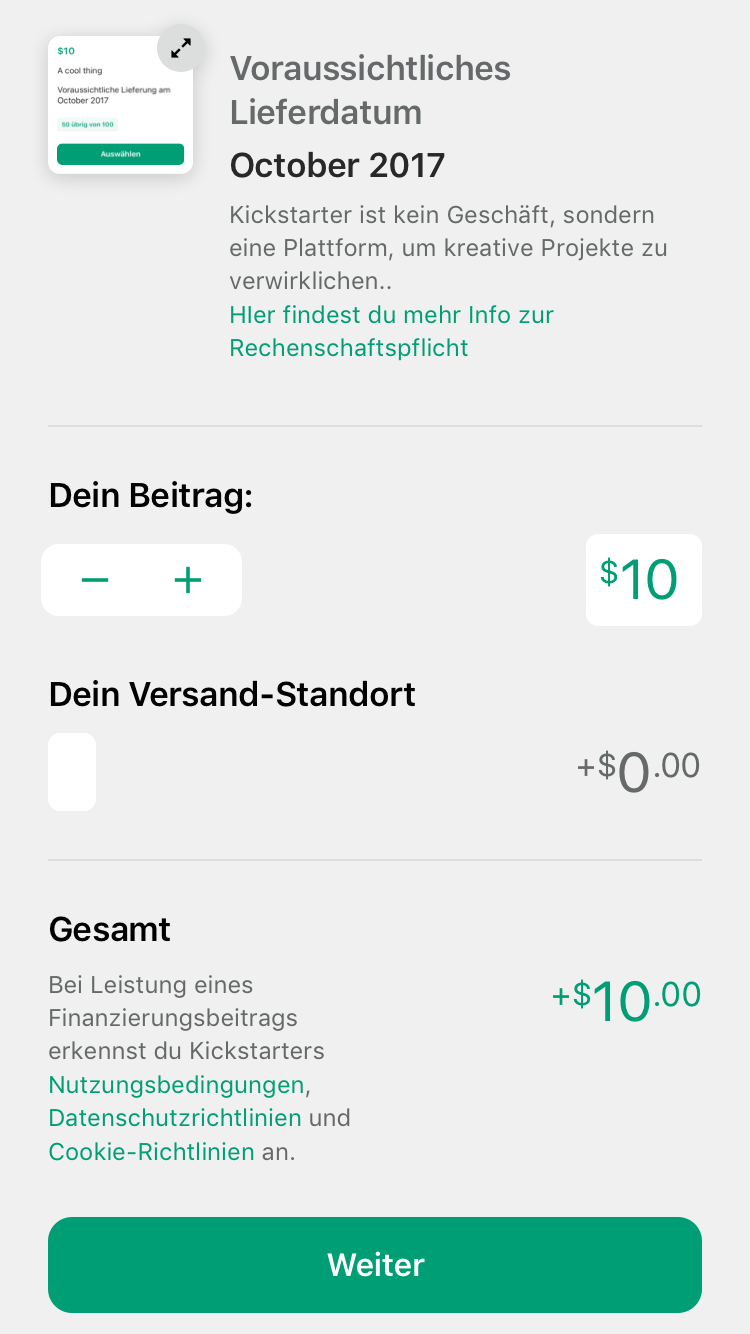 $10
A cool thing
Voraussichtliche Lieferung am
October 2017
50 übrig von 100
Auswählen
Voraussichtliches
Lieferdatum
October 2017
Kickstarter ist kein Geschäft, sondern
eine Plattform, um kreative Projekte zu
verwirklichen..
HIer findest du mehr Info zur
Rechenschaftspflicht
Dein Beitrag:
− +
$10
Dein Versand-Standort
+$0.00
Gesamt
Bei Leistung eines
Finanzierungsbeitrags
erkennst du Kickstarters
Nutzungsbedingungen,
Datenschutzrichtlinien und
Cookie-Richtlinien an.
+$10.00
Weiter